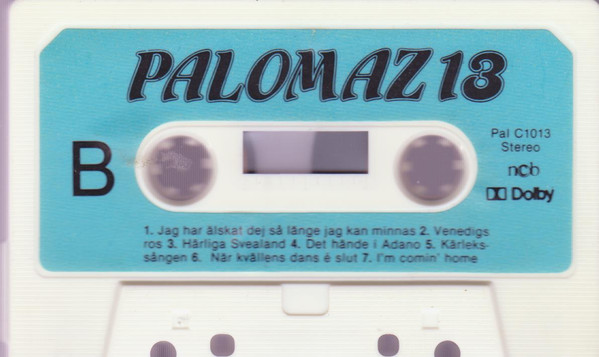 PALOMAZ 13
B
Pal C1013
Stereo
ncb
Dolby
1. Jag har älskat dej så länge jag kan minnas 2. Venedigs
ros 3. Härliga Svealand 4. Det hände i Adano 5. Kärleks-
sången 6. När kvällens dans é slut 7. I'm comin' home